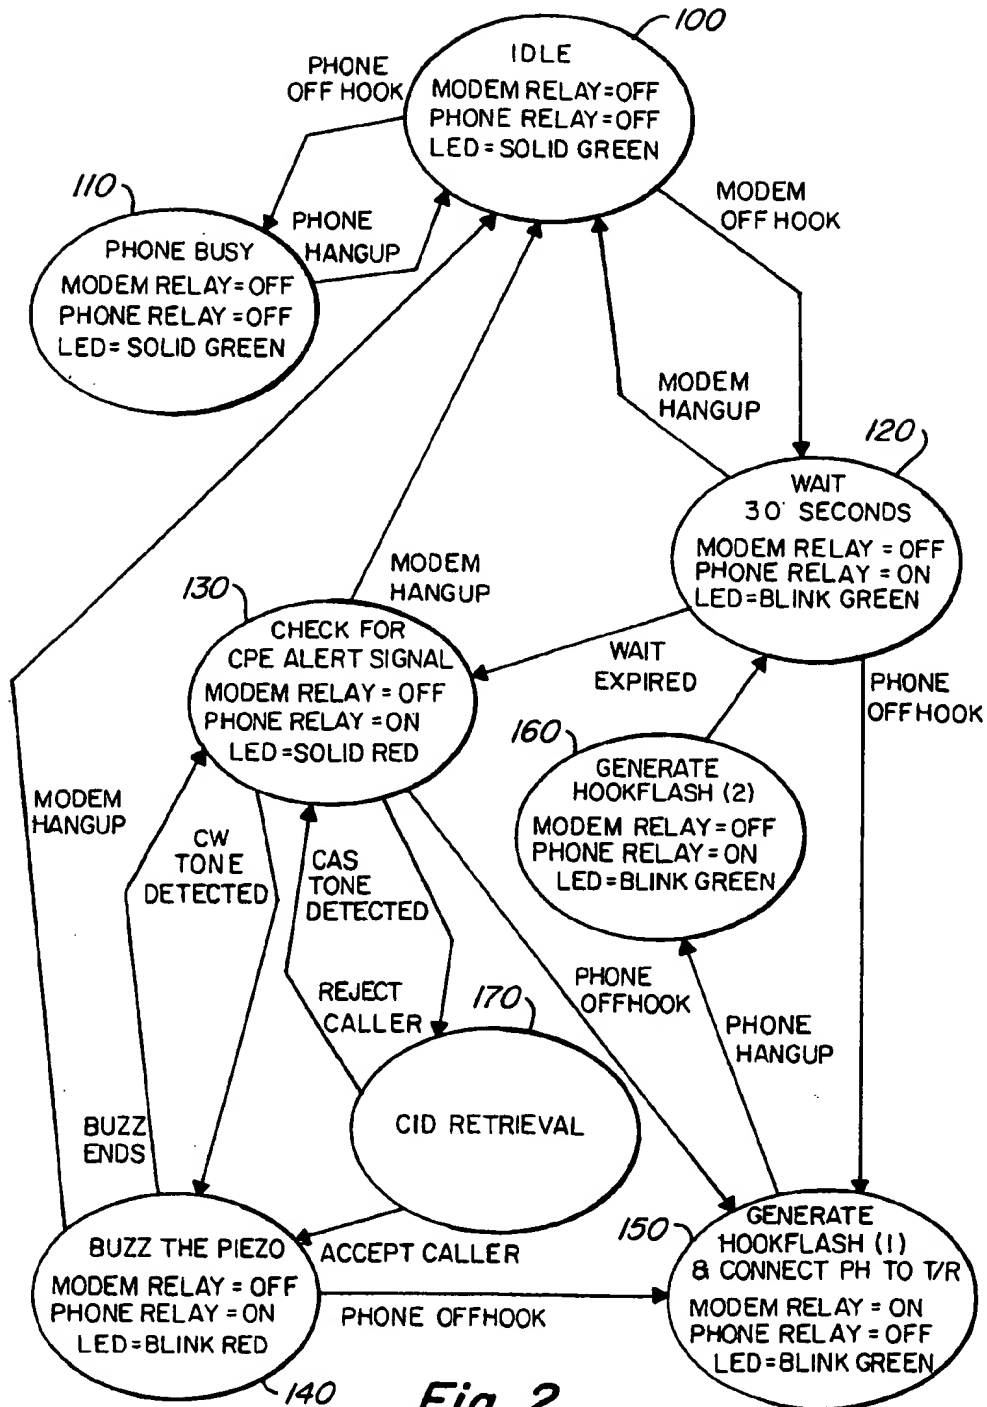 100
IDLE
MODEM RELAY=OFF
PHONE RELAY=OFF
LED=SOLID GREEN
PHONE
OFF HOOK
110
PHONE BUSY
MODEM RELAY=OFF
PHONE RELAY=OFF
LED=SOLID GREEN
PHONE
HANGUP
MODEM
OFF HOOK
MODEM
HANGUP
120
WAIT
30 SECONDS
MODEM RELAY=OFF
PHONE RELAY=ON
LED=BLINK GREEN
MODEM
HANGUP
130
CHECK FOR
CPE ALERT SIGNAL
MODEM RELAY=OFF
PHONE RELAY=ON
LED=SOLID RED
WAIT
EXPIRED
PHONE
OFFHOOK
160
GENERATE
HOOKFLASH (2)
MODEM RELAY=OFF
PHONE RELAY=ON
LED=BLINK GREEN
MODEM
HANGUP
CW
TONE
DETECTED
CAS
TONE
DETECTED
REJECT
CALLER
PHONE
OFFHOOK
170
CID RETRIEVAL
PHONE
HANGUP
BUZZ
ENDS
BUZZ THE PIEZO
MODEM RELAY=OFF
PHONE RELAY=ON
LED=BLINK RED
140
ACCEPT CALLER
PHONE OFFHOOK
150
GENERATE
HOOKFLASH (1)
& CONNECT PH TO T/R
MODEM RELAY=ON
PHONE RELAY=OFF
LED=BLINK GREEN
Fig. 2